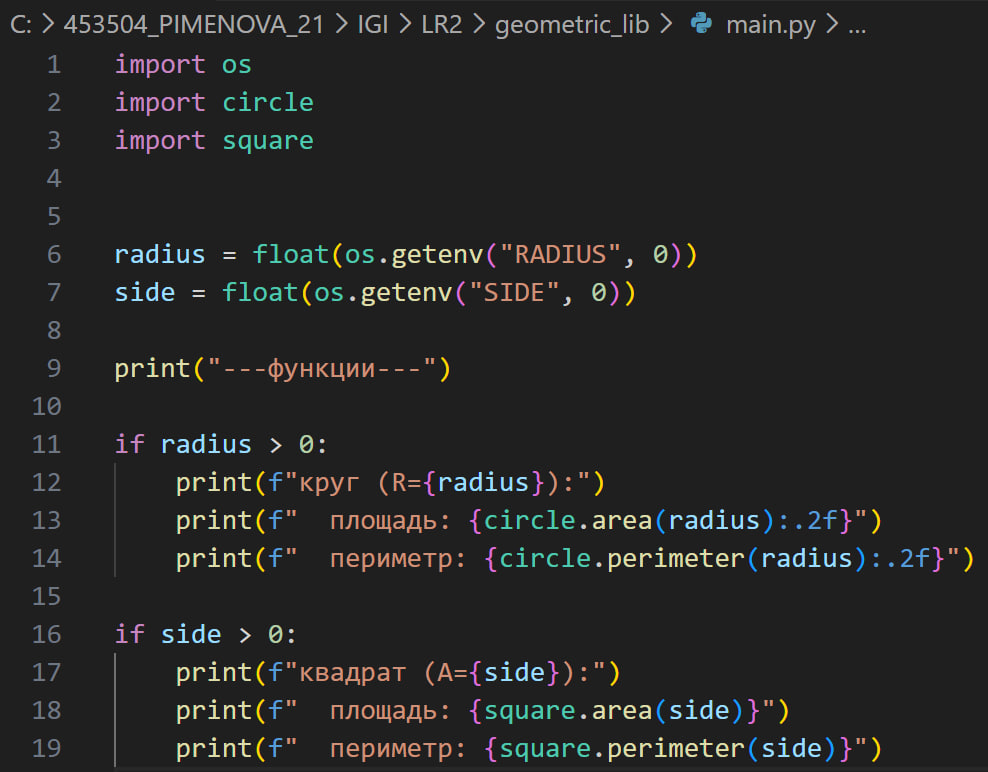 C: > 453504_PIMENOVA_21 > IGI > LR2 > geometric_lib > main.py > ...
1 import os
2 import circle
3 import square
4
5
6 radius = float(os.getenv("RADIUS", 0))
7 side = float(os.getenv("SIDE", 0))
8
9 print("---функции---")
10
11 if radius > 0:
12     print(f"круг (R={radius}):")
13     print(f"  площадь: {circle.area(radius):.2f}")
14     print(f"  периметр: {circle.perimeter(radius):.2f}")
15
16 if side > 0:
17     print(f"квадрат (A={side}):")
18     print(f"  площадь: {square.area(side)}")
19     print(f"  периметр: {square.perimeter(side)}")